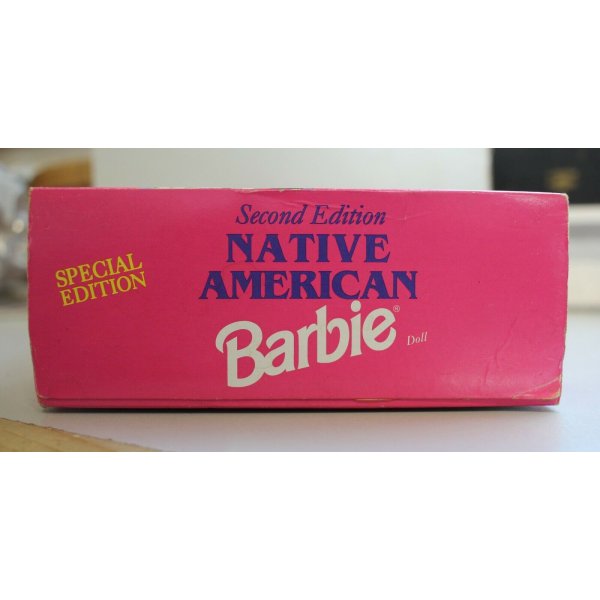 Second Edition
NATIVE
AMERICAN
Barbie®
Doll
SPECIAL
EDITION